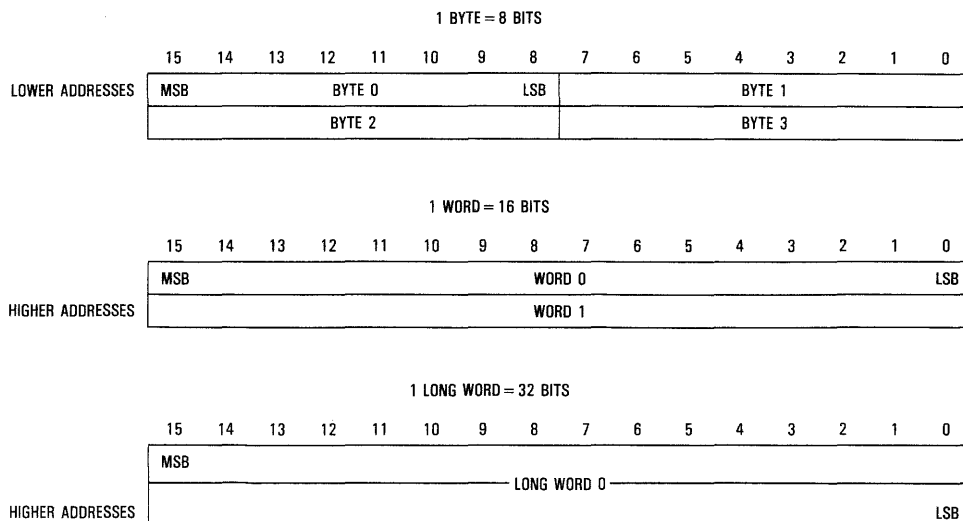 1 BYTE = 8 BITS
15 14 13 12 11 10 9 8 7 6 5 4 3 2 1 0
LOWER ADDRESSES MSB BYTE 0 LSB BYTE 1
BYTE 2 BYTE 3
1 WORD = 16 BITS
15 14 13 12 11 10 9 8 7 6 5 4 3 2 1 0
MSB WORD 0 LSB
HIGHER ADDRESSES WORD 1
1 LONG WORD = 32 BITS
15 14 13 12 11 10 9 8 7 6 5 4 3 2 1 0
MSB
LONG WORD 0
HIGHER ADDRESSES LSB